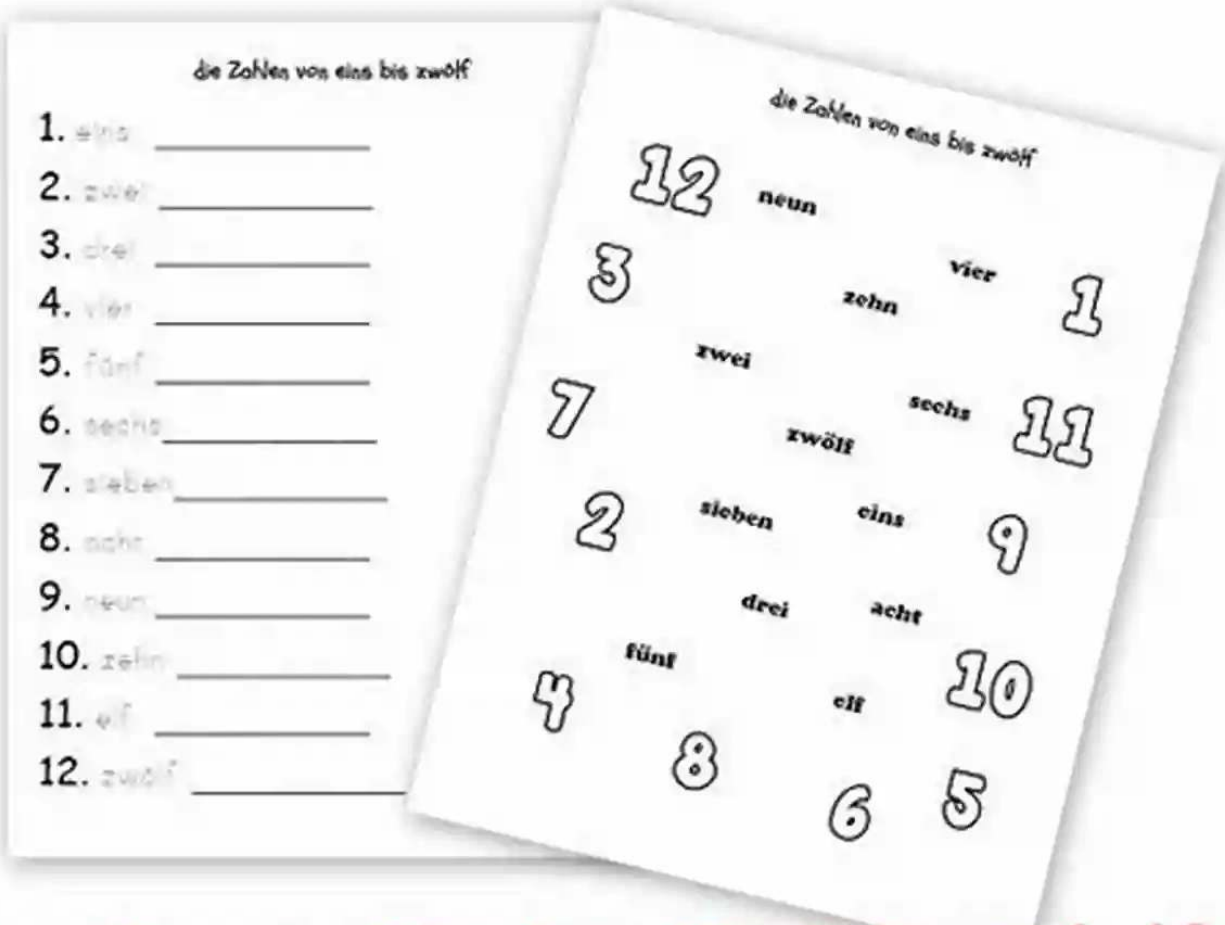 die Zahlen von eins bis zwölf
1. eins
2. zwei
3. drei
4. vier
5. fünf
6. sechs
7. sieben
8. acht
9. neun
10. zehn
11. elf
12. zwölf
die Zahlen von eins bis zwölf
12 neun
vier 1
3 zehn
zwei
7 sechs 11
zwölf
2 sieben eins 9
drei acht
fünf 10
4 elf
8
6 5